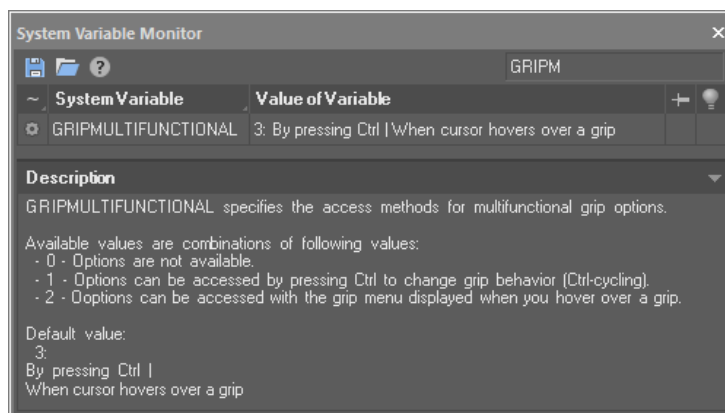 System Variable Monitor
GRIPM
~ System Variable Value of Variable
GRIPMULTIFUNCTIONAL 3: By pressing Ctrl | When cursor hovers over a grip
Description
GRIPMULTIFUNCTIONAL specifies the access methods for multifunctional grip options.
Available values are combinations of following values:
- 0 - Options are not available.
- 1 - Options can be accessed by pressing Ctrl to change grip behavior (Ctrl-cycling).
- 2 - Ooptions can be accessed with the grip menu displayed when you hover over a grip.
Default value:
3:
By pressing Ctrl |
When cursor hovers over a grip